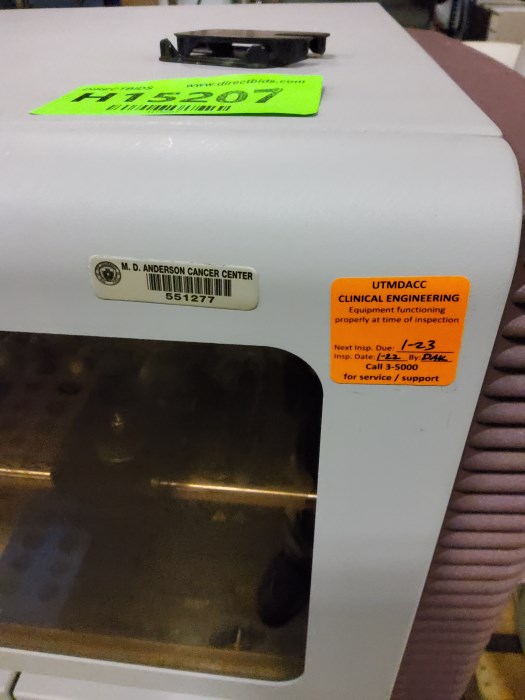 DIRECTBIDS www.directbids.com
H15207
M. D. ANDERSON CANCER CENTER
551277
UTMDACC
CLINICAL ENGINEERING
Equipment functioning
properly at time of inspection
Next Insp. Due: 1-23
Insp. Date: 1-22 By: DAK
Call 3-5000
for service / support